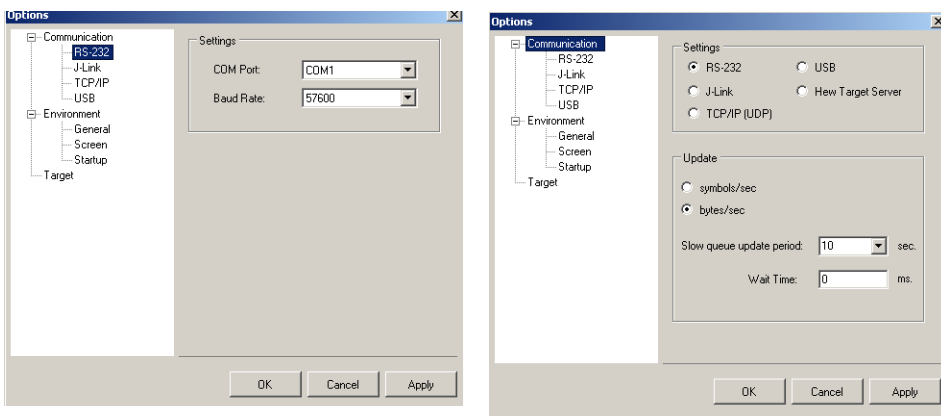 Options
Communication
RS-232
J-Link
TCP/IP
USB
Environment
General
Screen
Startup
Target
Settings
COM Port: COM1
Baud Rate: 57600
OK Cancel Apply
Options
Communication
RS-232
J-Link
TCP/IP
USB
Environment
General
Screen
Startup
Target
Settings
RS-232 USB
J-Link Hew Target Server
TCP/IP (UDP)
Update
symbols/sec
bytes/sec
Slow queue update period: 10 sec.
Wait Time: 0 ms.
OK Cancel Apply